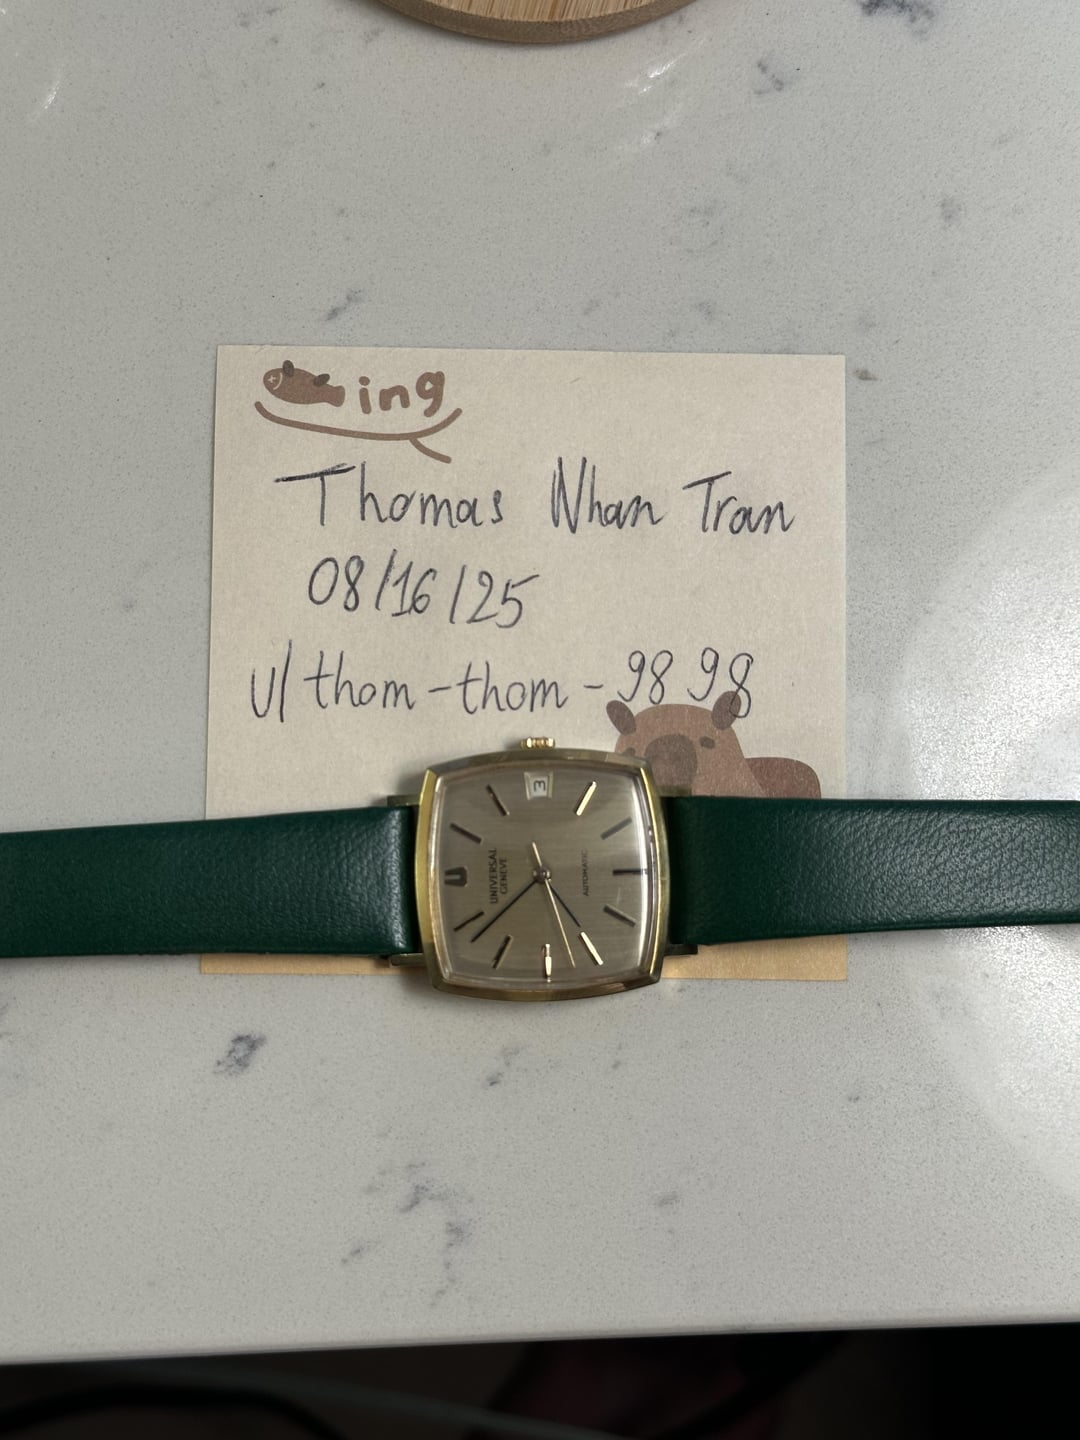 ing
Thomas Nhan Tran
08/16/25
u/thom-thom-9898
3
UNIVERSAL
GENEVE
AUTOMATIC